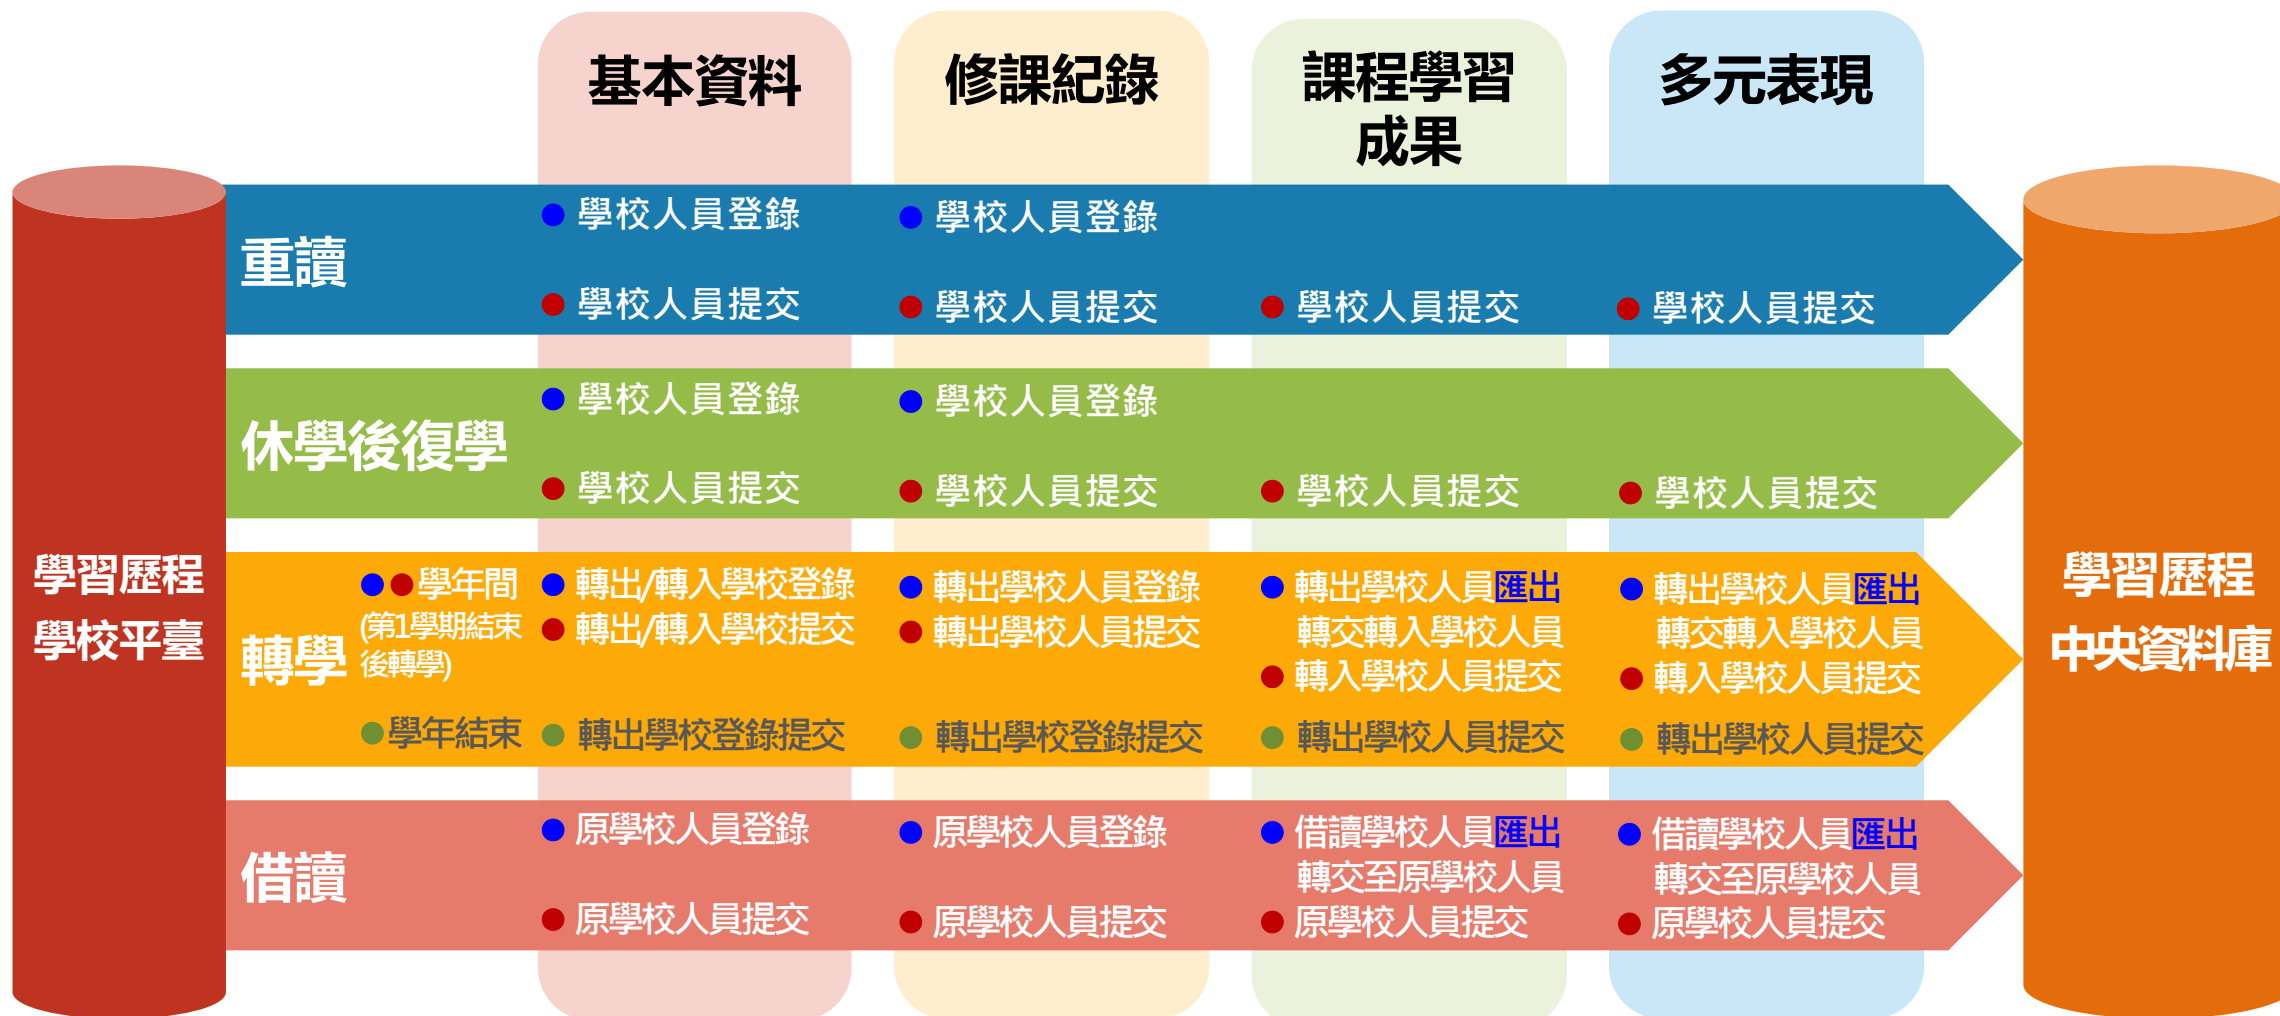 基本資料
修課紀錄
課程學習
成果
多元表現
學習歷程
學校平臺
重讀
學校人員登錄
學校人員提交
學校人員登錄
學校人員提交
學校人員提交
學校人員提交
休學後復學
學校人員登錄
學校人員提交
學校人員登錄
學校人員提交
學校人員提交
學校人員提交
轉學
學年間
(第1學期結束
後轉學)
學年結束
轉出/轉入學校登錄
轉出/轉入學校提交
轉出學校登錄提交
轉出學校人員登錄
轉出學校人員提交
轉出學校登錄提交
轉出學校人員匯出
轉交轉入學校人員
轉入學校人員提交
轉出學校人員提交
轉出學校人員匯出
轉交轉入學校人員
轉入學校人員提交
轉出學校人員提交
借讀
原學校人員登錄
原學校人員提交
原學校人員登錄
原學校人員提交
借讀學校人員匯出
轉交至原學校人員
原學校人員提交
借讀學校人員匯出
轉交至原學校人員
原學校人員提交
學習歷程
中央資料庫